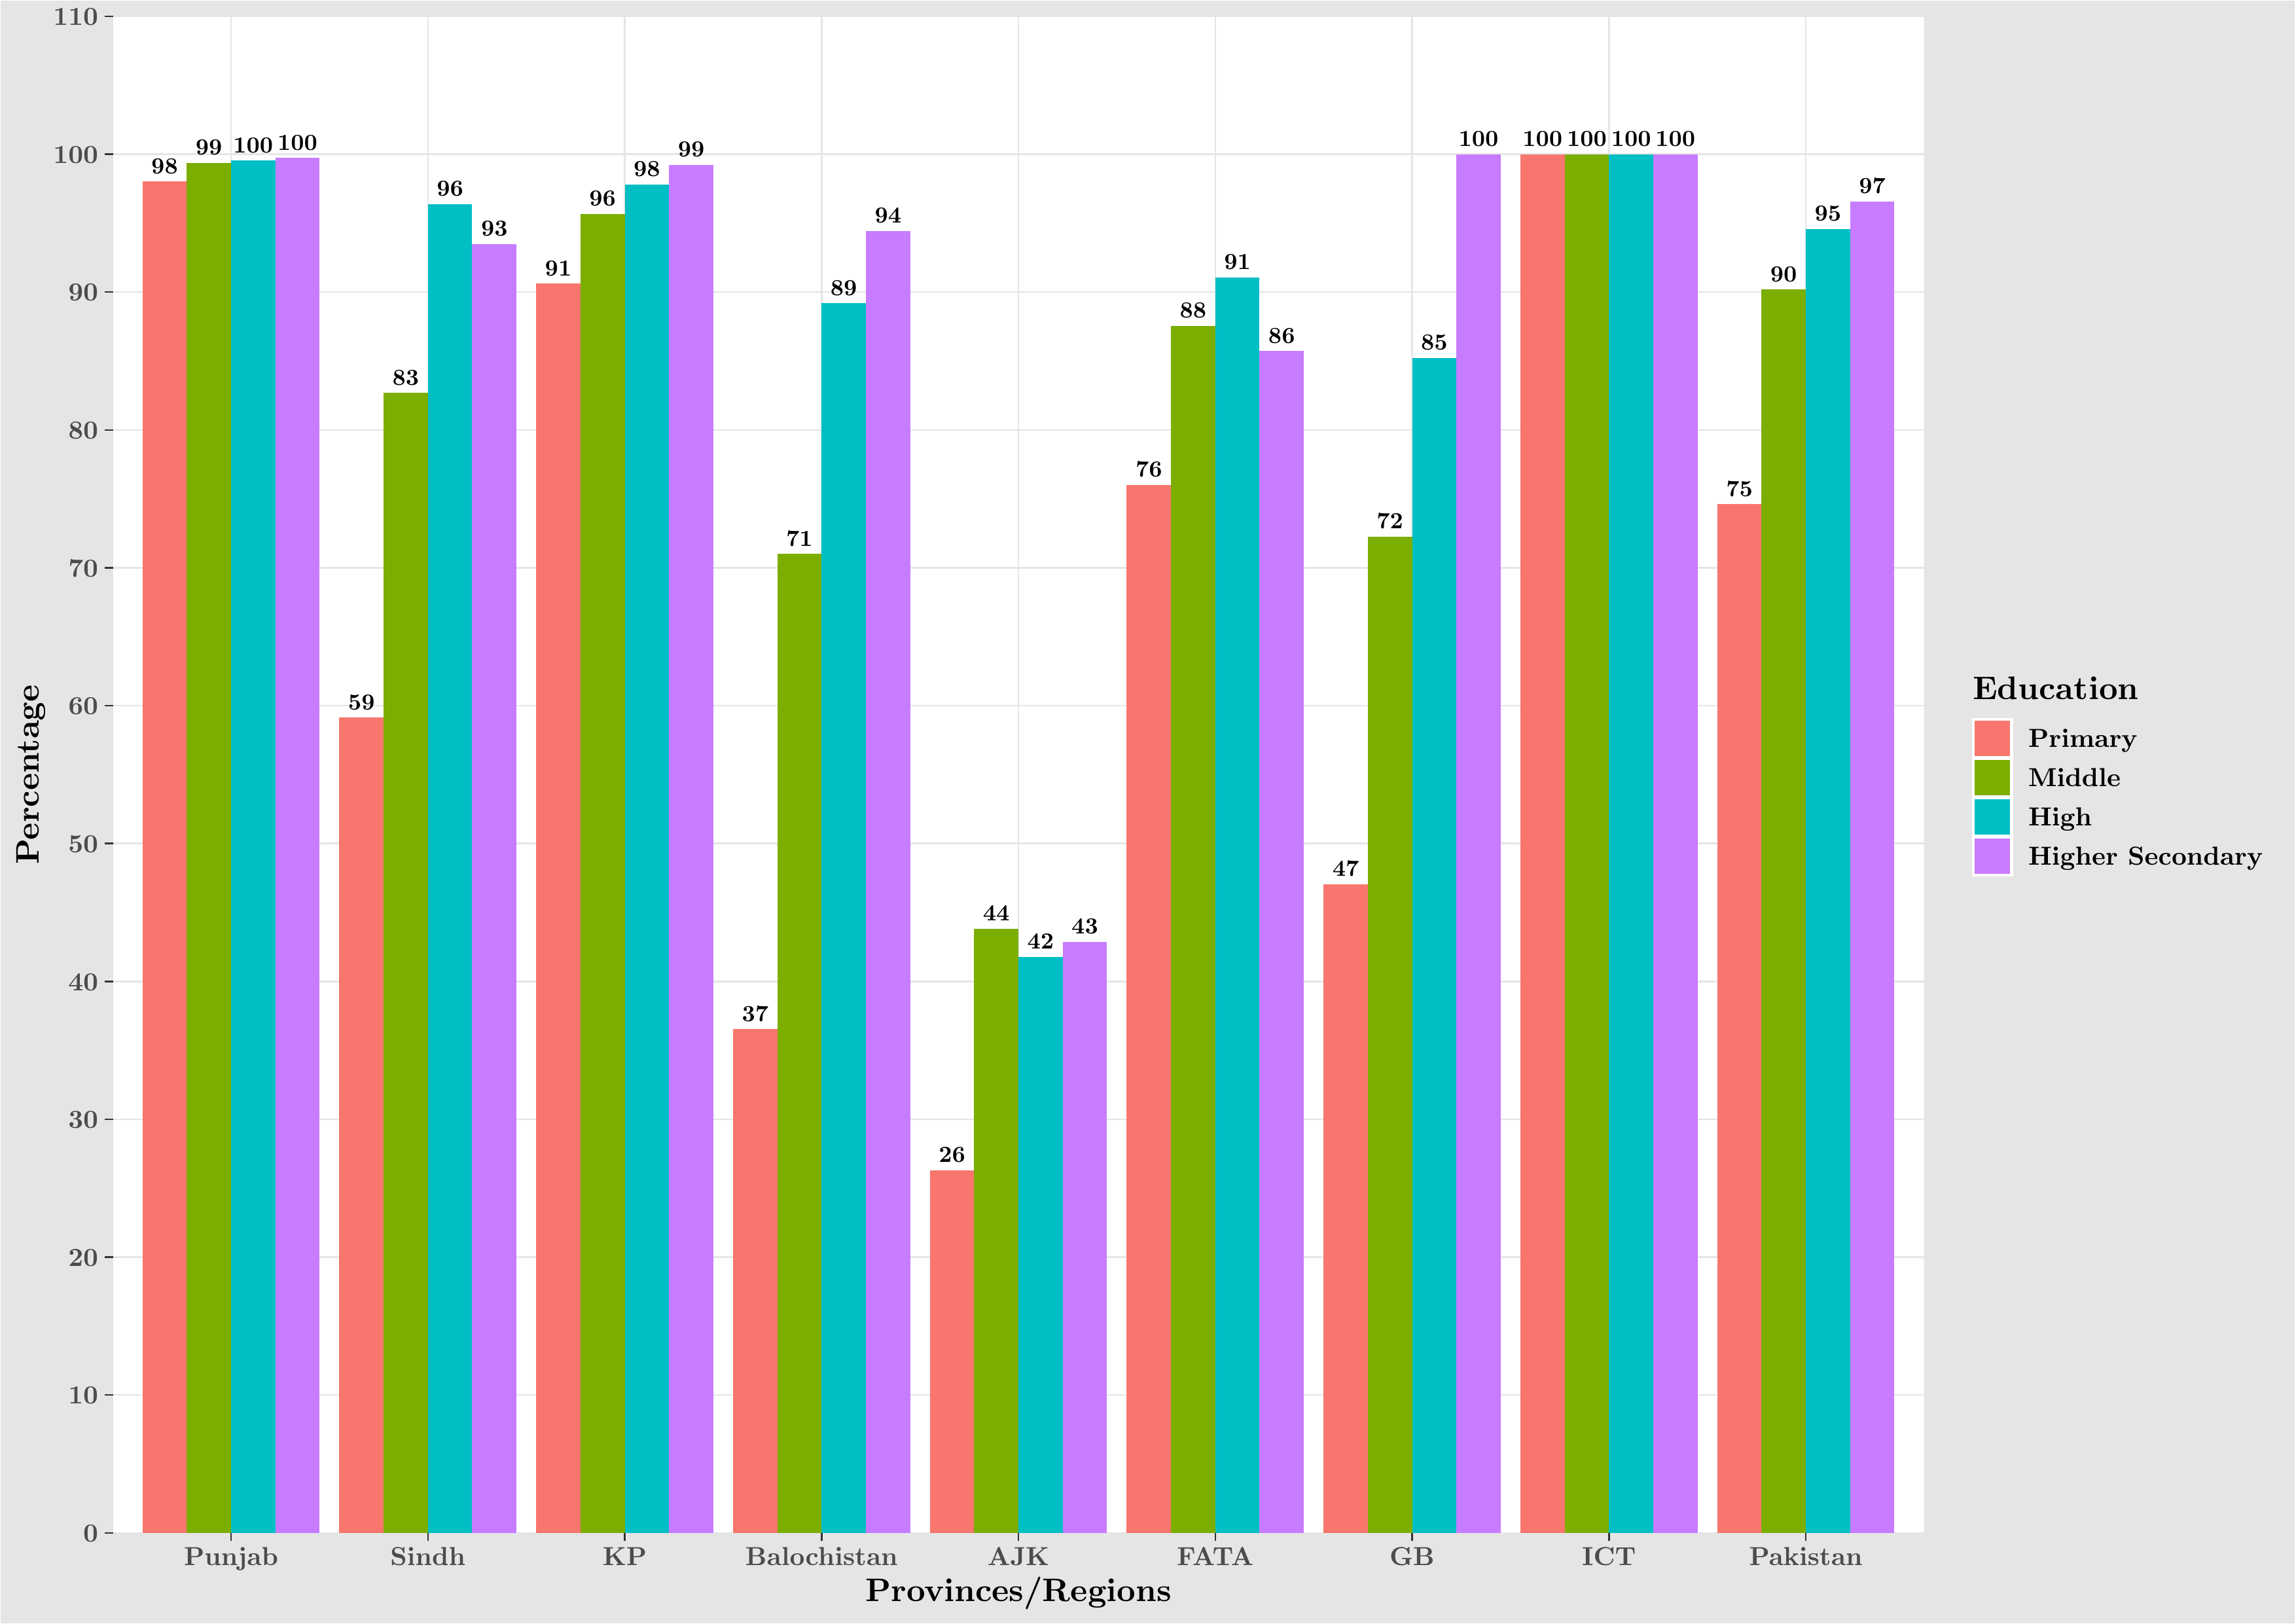 110
100
90
80
70
60
50
40
30
20
10
0
Percentage
98 99 100 100
59 83 96 93
91 96 98 99
37 71 89 94
26 44 42 43
76 88 91 86
47 72 85 100
100 100 100 100
75 90 95 97
Punjab Sindh KP Balochistan AJK FATA GB ICT Pakistan
Provinces/Regions
Education
Primary
Middle
High
Higher Secondary